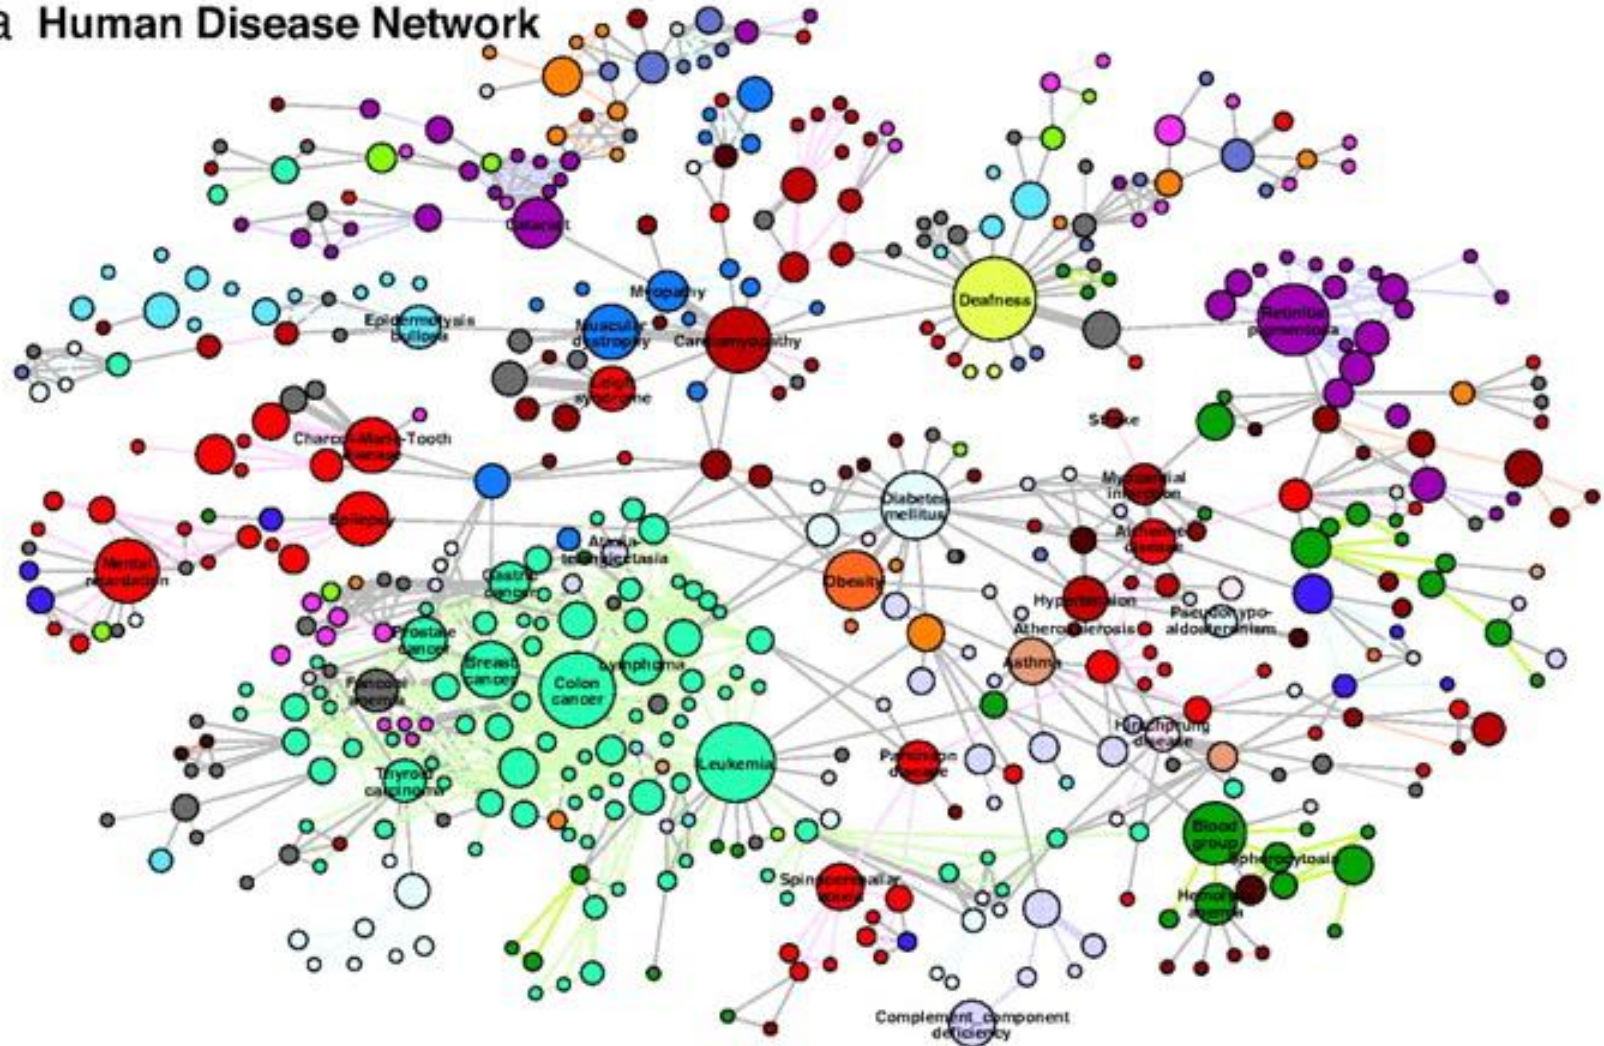 a Human Disease Network
Cataract
Myopathy
Deafness
Epidermolysis
bullosa
Muscular
dystrophy
Cardiomyopathy
Retinitis
pigmentosa
Leigh
syndrome
Charcot-Marie-Tooth
disease
Stroke
Myocardial
infarction
Diabetes
mellitus
Epilepsy
Alzheimer
disease
Ataxia-
telangiectasia
Mental
retardation
Gastric
cancer
Obesity
Hypertension
Pseudohypo-
aldosteronism
Atherosclerosis
Prostate
cancer
Breast
cancer
Lymphoma
Asthma
Fanconi
anemia
Colon
cancer
Hirschprung
disease
Leukemia
Parkinson
disease
Thyroid
carcinoma
Blood
group
Spherocytosis
Spinocerebellar
ataxia
Hemolytic
anemia
Complement_component
deficiency